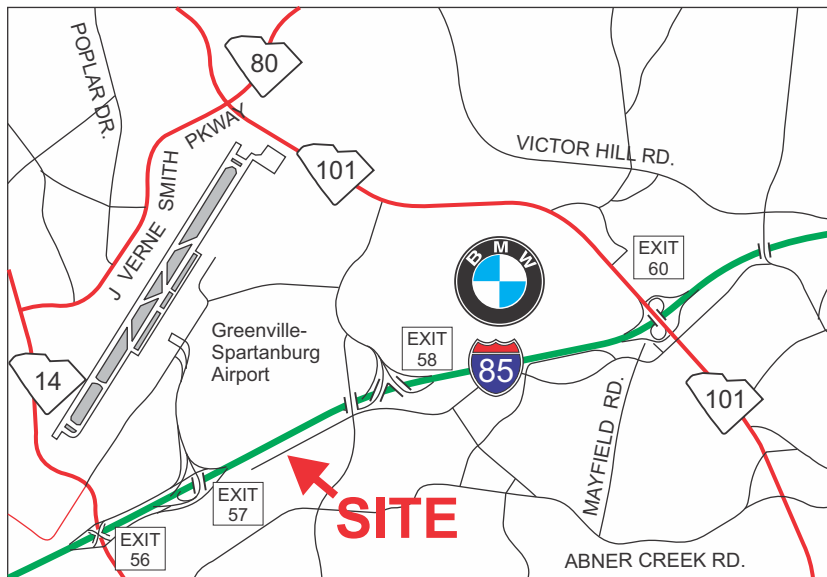 POPLAR DR.
80
J VERNE SMITH PKWAY
101
VICTOR HILL RD.
BMW
EXIT
60
Greenville-
Spartanburg
Airport
EXIT
58
85
14
MAYFIELD RD.
101
EXIT
57
SITE
EXIT
56
ABNER CREEK RD.